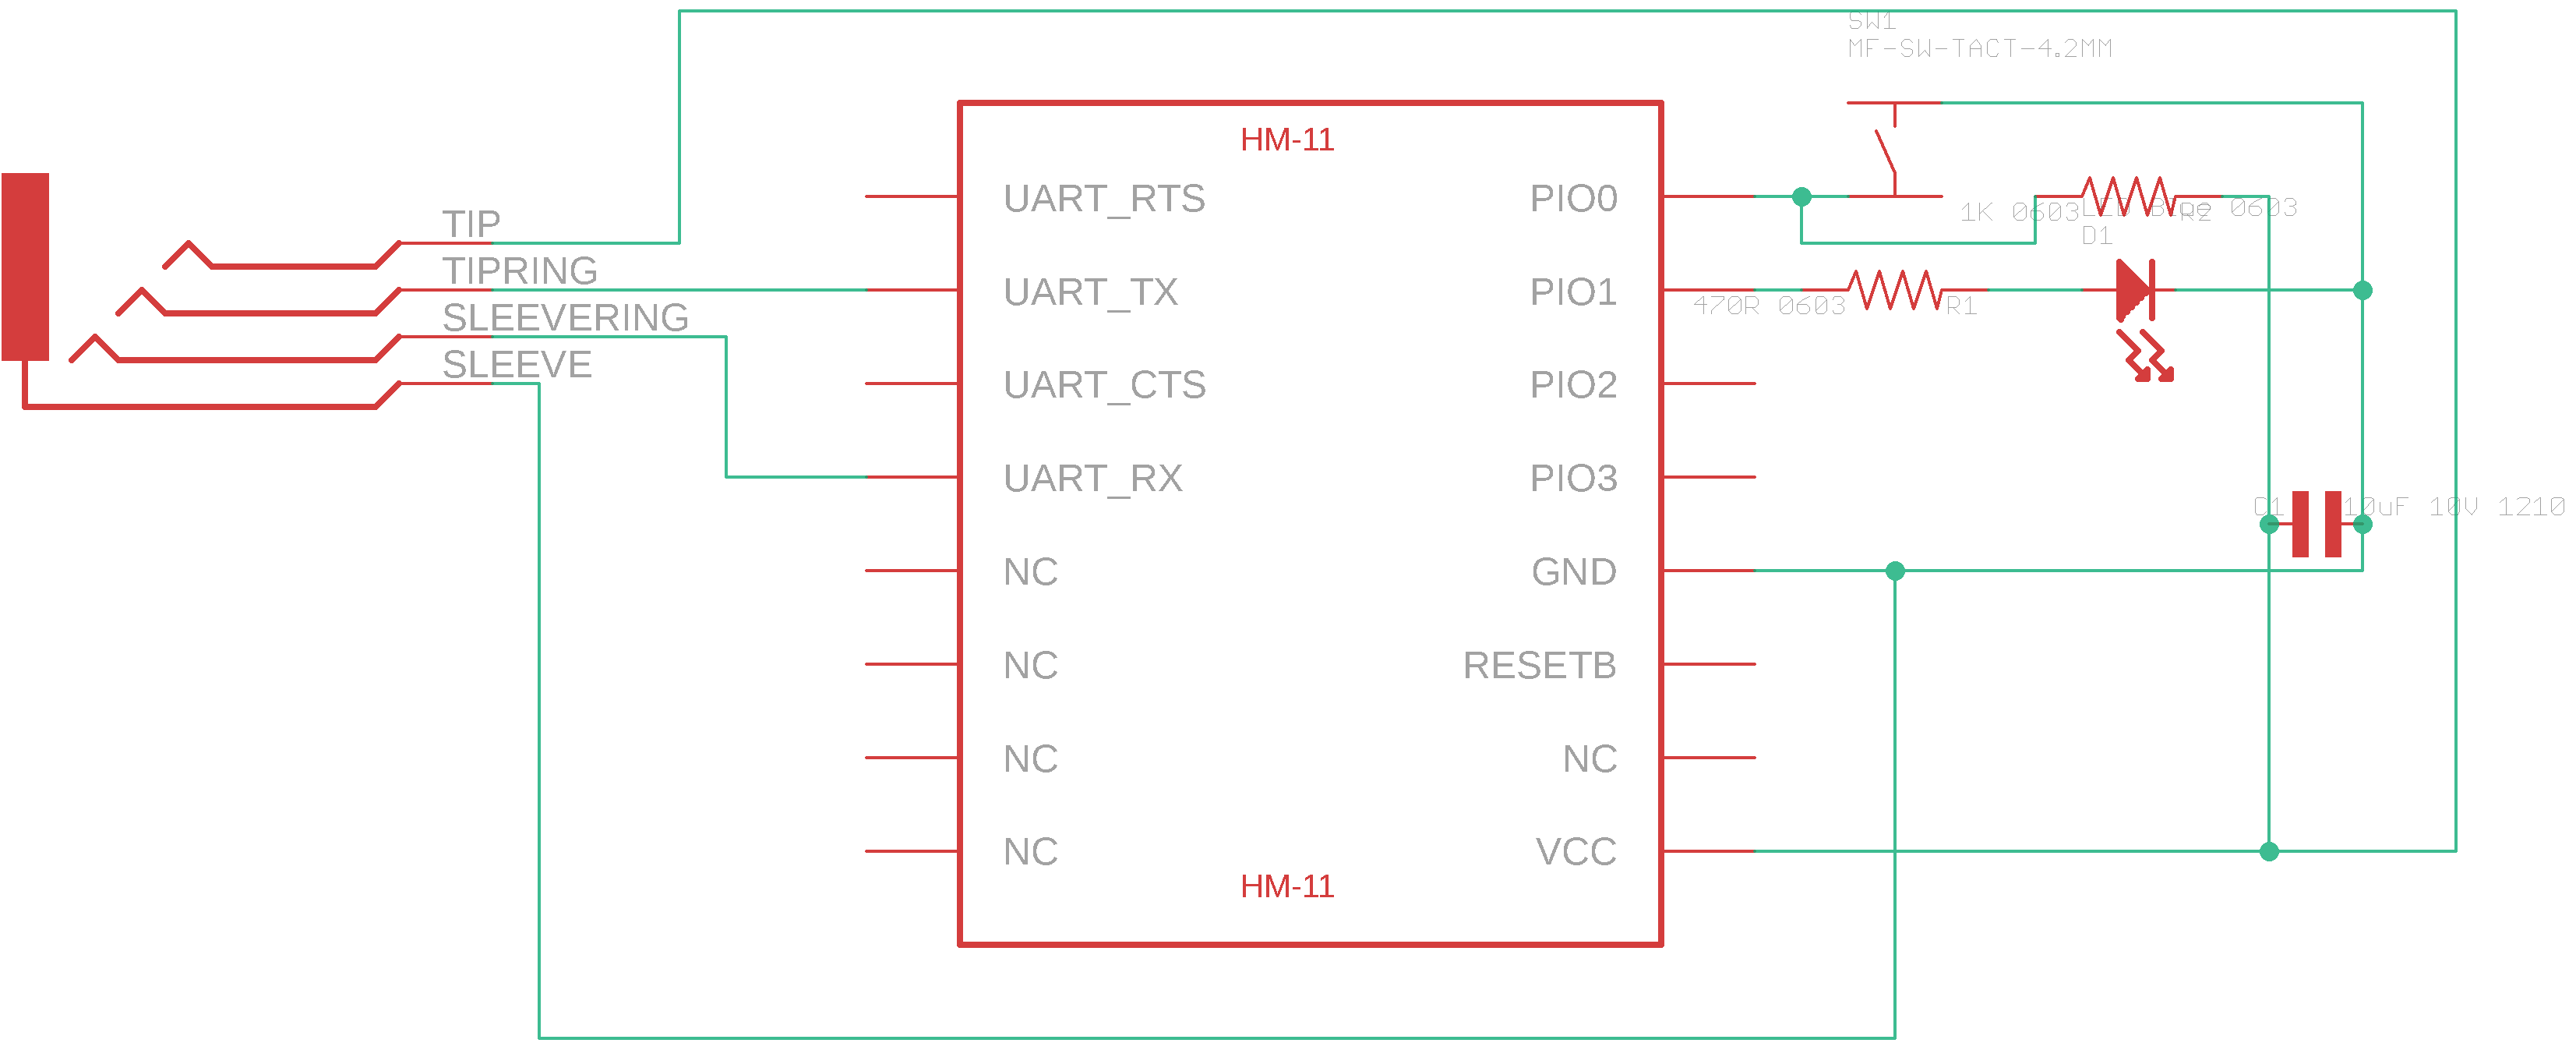 SW1
MF-SW-TACT-4.2MM
HM-11
TIP
TIPRING
SLEEVERING
SLEEVE
UART_RTS
UART_TX
UART_CTS
UART_RX
NC
NC
NC
NC
PIO0
PIO1
PIO2
PIO3
GND
RESETB
NC
VCC
HM-11
1K 0603
R2
LED Blue 0603
D1
470R 0603
R1
C1
10uF 10V 1210